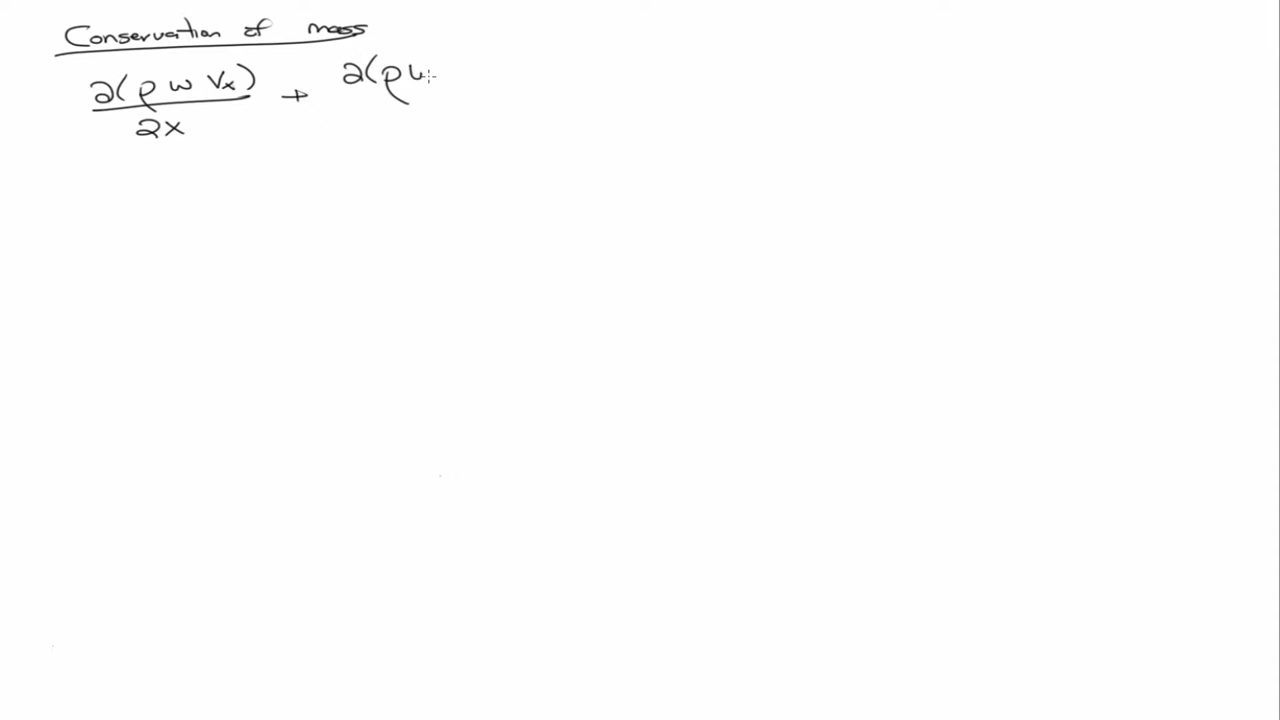 Conservation of mass
∂(ρ w Vx) / ∂x + ∂(ρ